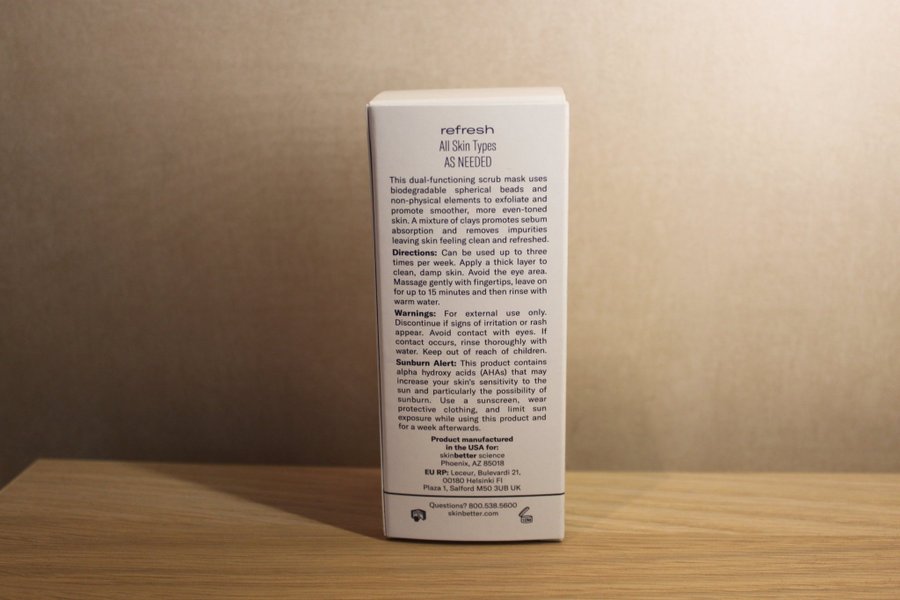 refresh
All Skin Types
AS NEEDED
This dual-functioning scrub mask uses
biodegradable spherical beads and
non-physical elements to exfoliate and
promote smoother, more even-toned
skin. A mixture of clays promotes sebum
absorption and removes impurities
leaving skin feeling clean and refreshed.
Directions: Can be used up to three
times per week. Apply a thick layer to
clean, damp skin. Avoid the eye area.
Massage gently with fingertips, leave on
for up to 15 minutes and then rinse with
warm water.
Warnings: For external use only.
Discontinue if signs of irritation or rash
appear. Avoid contact with eyes. If
contact occurs, rinse thoroughly with
water. Keep out of reach of children.
Sunburn Alert: This product contains
alpha hydroxy acids (AHAs) that may
increase your skin's sensitivity to the
sun and particularly the possibility of
sunburn. Use a sunscreen, wear
protective clothing, and limit sun
exposure while using this product and
for a week afterwards.
Product manufactured
in the USA for:
skinbetter science
Phoenix, AZ 85018
EU RP: Leceur, Bulevardi 21,
00180 Helsinki FI
Plaza 1, Salford M50 3UB UK
Questions? 800.538.5600
skinbetter.com